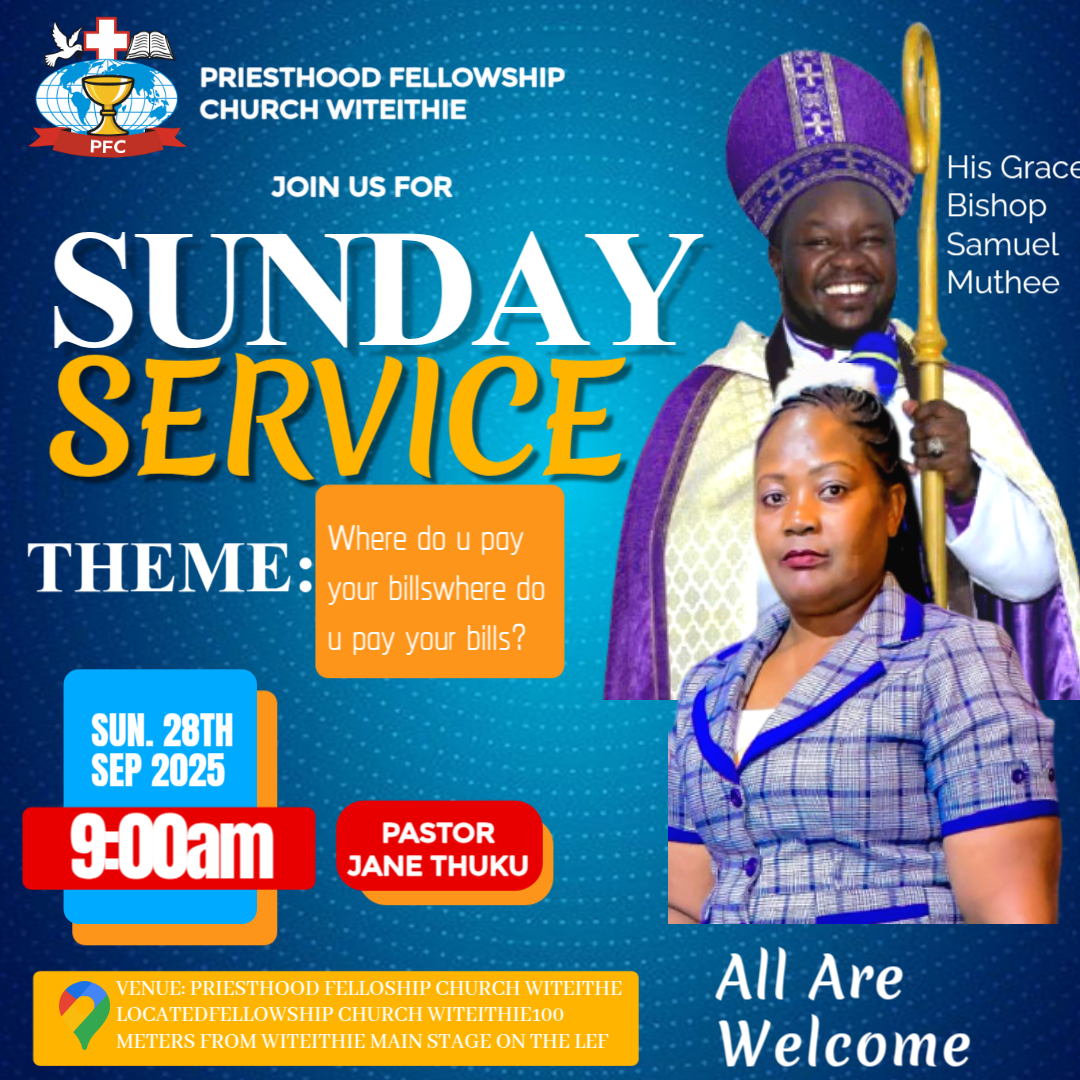 PFC
PRIESTHOOD FELLOWSHIP
CHURCH WITEITHIE
JOIN US FOR
SUNDAY
SERVICE
His Grace
Bishop
Samuel
Muthee
THEME:
Where do u pay
your billswhere do
u pay your bills?
SUN. 28TH
SEP 2025
9:00am
PASTOR
JANE THUKU
VENUE: PRIESTHOOD FELLOSHIP CHURCH WITEITHE
LOCATEDFELLOWSHIP CHURCH WITEITHIE100
METERS FROM WITEITHIE MAIN STAGE ON THE LEF
All Are
Welcome